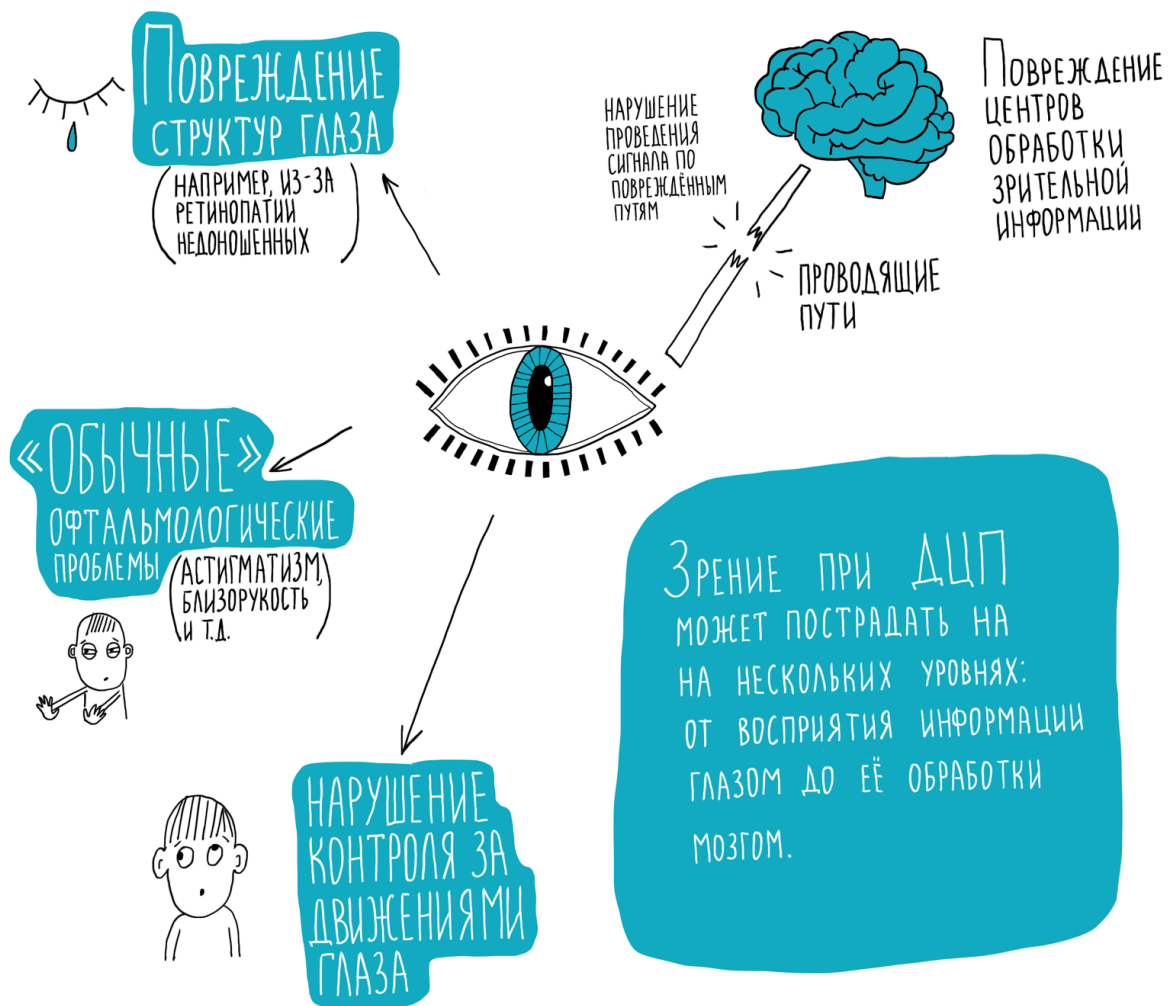 ПОВРЕЖДЕНИЕ
СТРУКТУР ГЛАЗА
(НАПРИМЕР, ИЗ-ЗА
РЕТИНОПАТИИ
НЕДОНОШЕННЫХ)
НАРУШЕНИЕ
ПРОВЕДЕНИЯ
СИГНАЛА ПО
ПОВРЕЖДЁННЫМ
ПУТЯМ
ПОВРЕЖДЕНИЕ
ЦЕНТРОВ
ОБРАБОТКИ
ЗРИТЕЛЬНОЙ
ИНФОРМАЦИИ
ПРОВОДЯЩИЕ
ПУТИ
«ОБЫЧНЫЕ»
ОФТАЛЬМОЛОГИЧЕСКИЕ
ПРОБЛЕМЫ
(АСТИГМАТИЗМ,
БЛИЗОРУКОСТЬ
И Т.Д.)
НАРУШЕНИЕ
КОНТРОЛЯ ЗА
ДВИЖЕНИЯМИ
ГЛАЗА
ЗРЕНИЕ ПРИ ДЦП
МОЖЕТ ПОСТРАДАТЬ НА
НА НЕСКОЛЬКИХ УРОВНЯХ:
ОТ ВОСПРИЯТИЯ ИНФОРМАЦИИ
ГЛАЗОМ ДО ЕЁ ОБРАБОТКИ
МОЗГОМ.